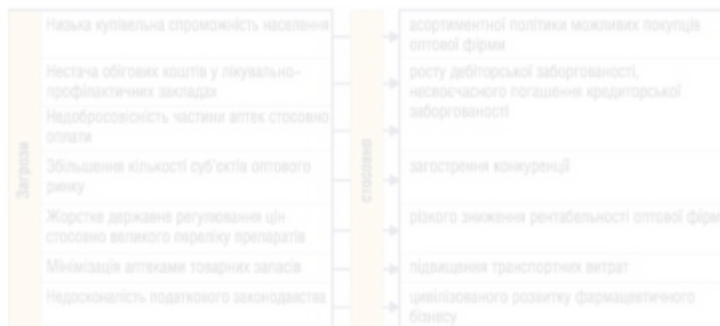 Загрози
Низька купівельна спроможність населення
Нестача обігових коштів у лікувально-
профілактичних закладах
Недобросовісність частини аптек стосовно
оплати
Збільшення кількості суб'єктів оптового
ринку
Жорстке державне регулювання цін
стосовно великого переліку препаратів
Мінімізація аптеками товарних запасів
Недосконалість податкового законодавства
стосовно
асортиментної політики можливих покупців
оптової фірми
росту дебіторської заборгованості,
несвоєчасного погашення кредиторської
заборгованості
загострення конкуренції
різкого зниження рентабельності оптової фірм
підвищення транспортних витрат
цивілізованого розвитку фармацевтичного
бізнесу